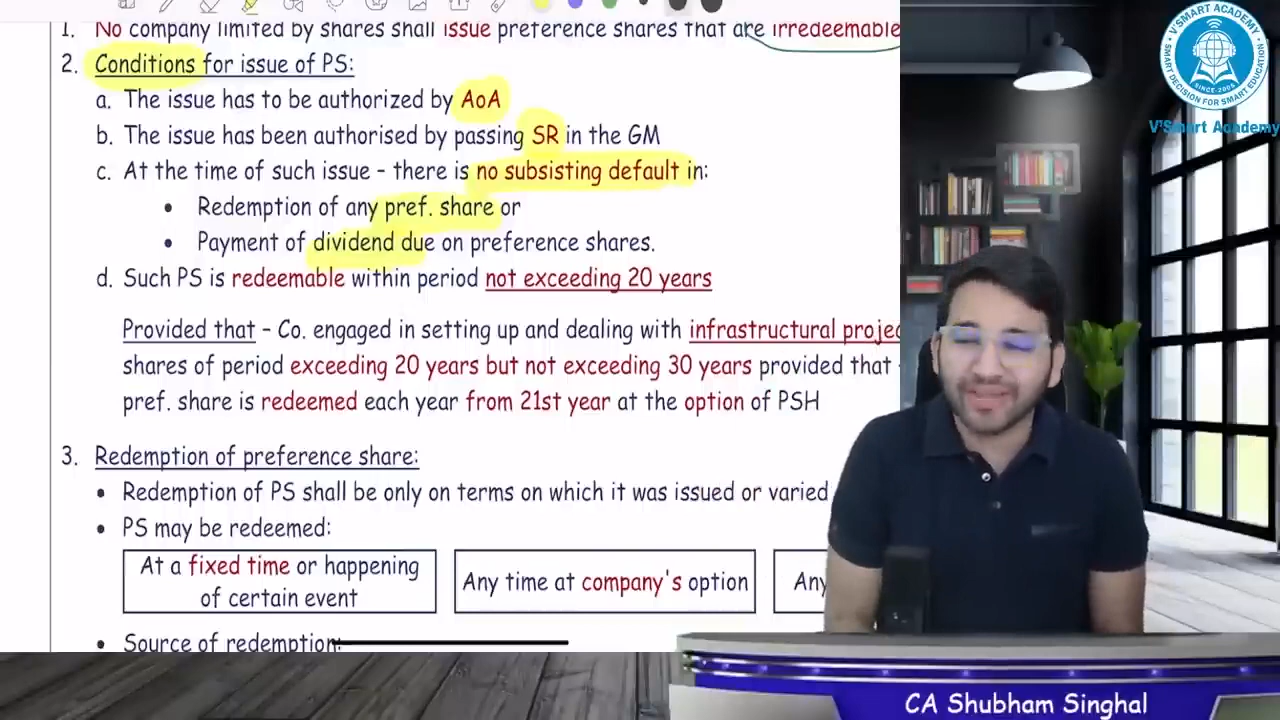 1. No company limited by shares shall issue preference shares that are irredeemable
2. Conditions for issue of PS:
a. The issue has to be authorized by AoA
b. The issue has been authorised by passing SR in the GM
c. At the time of such issue – there is no subsisting default in:
• Redemption of any pref. share or
• Payment of dividend due on preference shares.
d. Such PS is redeemable within period not exceeding 20 years
Provided that – Co. engaged in setting up and dealing with infrastructural projec
shares of period exceeding 20 years but not exceeding 30 years provided that
pref. share is redeemed each year from 21st year at the option of PSH
3. Redemption of preference share:
• Redemption of PS shall be only on terms on which it was issued or varied
• PS may be redeemed:
At a fixed time or happening
of certain event
Any time at company's option
Any
• Source of redemption:
V'SMART ACADEMY
SINCE-2005
SMART DECISION FOR SMART EDUCATION
V'Smart Academy
CA Shubham Singhal